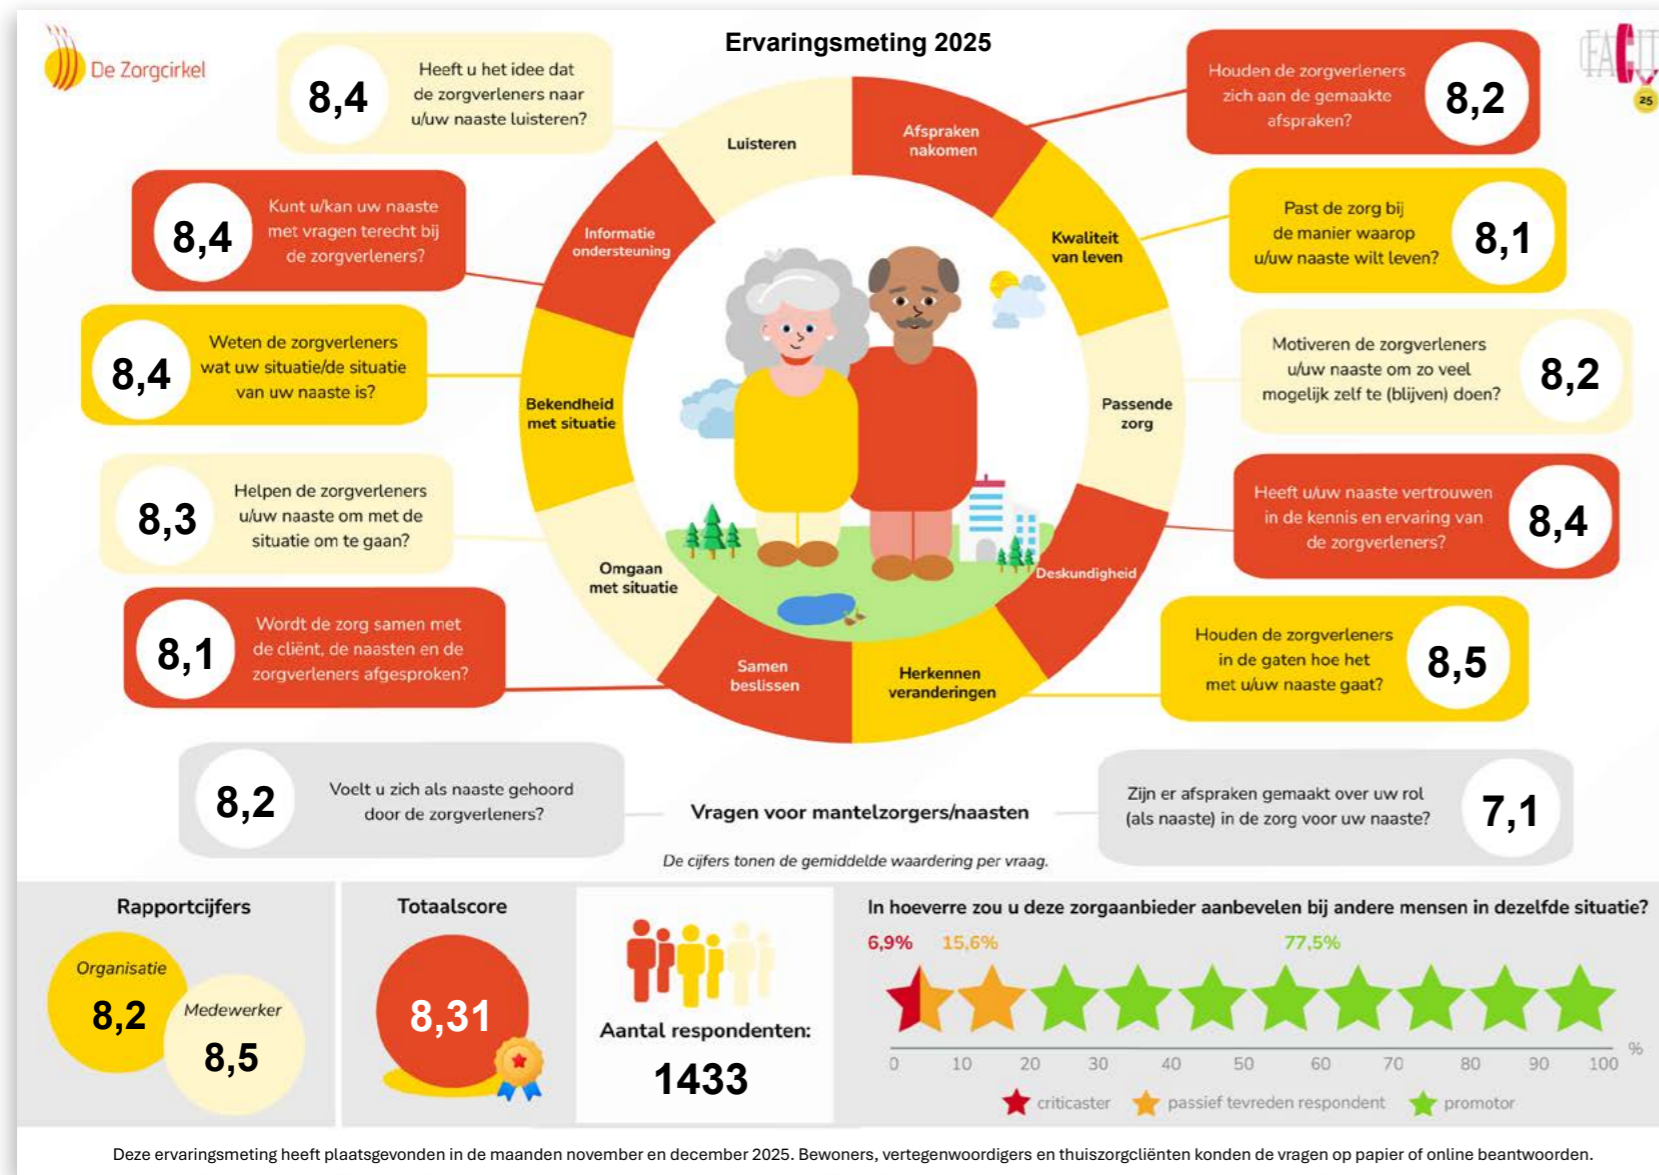 De Zorgcirkel
Ervaringsmeting 2025
FACIT
25
8,4
Heeft u het idee dat
de zorgverleners naar
u/uw naaste luisteren?
Houden de zorgverleners
zich aan de gemaakte
afspraken?
8,2
8,4
Kunt u/kan uw naaste
met vragen terecht bij
de zorgverleners?
Past de zorg bij
de manier waarop
u/uw naaste wilt leven?
8,1
8,4
Weten de zorgverleners
wat uw situatie/de situatie
van uw naaste is?
Motiveren de zorgverleners
u/uw naaste om zo veel
mogelijk zelf te (blijven) doen?
8,2
8,3
Helpen de zorgverleners
u/uw naaste om met de
situatie om te gaan?
Heeft u/uw naaste vertrouwen
in de kennis en ervaring van
de zorgverleners?
8,4
8,1
Wordt de zorg samen met
de cliënt, de naasten en de
zorgverleners afgesproken?
Houden de zorgverleners
in de gaten hoe het
met u/uw naaste gaat?
8,5
Luisteren
Afspraken
nakomen
Informatie
ondersteuning
Kwaliteit
van leven
Bekendheid
met situatie
Passende
zorg
Omgaan
met situatie
Deskundigheid
Samen
beslissen
Herkennen
veranderingen
8,2
Voelt u zich als naaste gehoord
door de zorgverleners?
Vragen voor mantelzorgers/naasten
Zijn er afspraken gemaakt over uw rol
(als naaste) in de zorg voor uw naaste?
7,1
De cijfers tonen de gemiddelde waardering per vraag.
Rapportcijfers
Organisatie
8,2
Medewerker
8,5
Totaalscore
8,31
Aantal respondenten:
1433
In hoeverre zou u deze zorgaanbieder aanbevelen bij andere mensen in dezelfde situatie?
6,9% 15,6% 77,5%
0 10 20 30 40 50 60 70 80 90 100 %
criticaster passief tevreden respondent promotor
Deze ervaringsmeting heeft plaatsgevonden in de maanden november en december 2025. Bewoners, vertegenwoordigers en thuiszorgcliënten konden de vragen op papier of online beantwoorden.